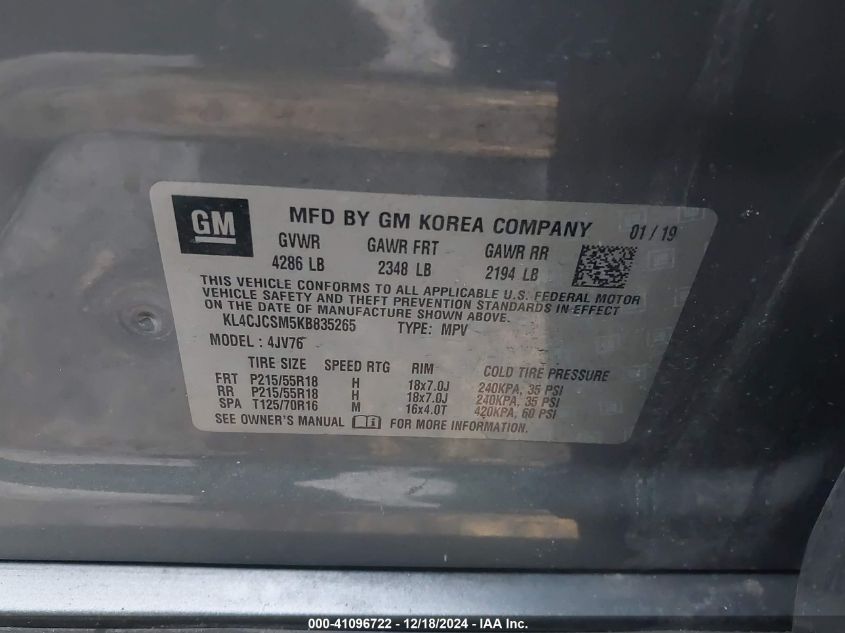 GM
MFD BY GM KOREA COMPANY 01 / 19
GVWR GAWR FRT GAWR RR
4286 LB 2348 LB 2194 LB
THIS VEHICLE CONFORMS TO ALL APPLICABLE U.S. FEDERAL MOTOR
VEHICLE SAFETY AND THEFT PREVENTION STANDARDS IN EFFECT
ON THE DATE OF MANUFACTURE SHOWN ABOVE.
KL4CJCSM5KB835265 TYPE: MPV
MODEL : 4JV76
TIRE SIZE SPEED RTG RIM COLD TIRE PRESSURE
FRT P215/55R18 H 18x7.0J 240KPA, 35 PSI
RR P215/55R18 H 18x7.0J 240KPA, 35 PSI
SPA T125/70R16 M 16x4.0T 420KPA, 60 PSI
SEE OWNER'S MANUAL FOR MORE INFORMATION.
000-41096722 - 12/18/2024 - IAA Inc.